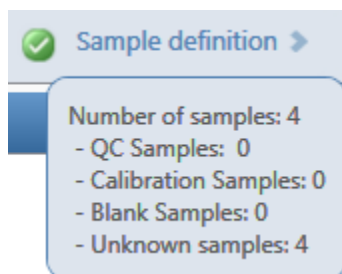 Sample definition
Number of samples: 4
- QC Samples:  0
- Calibration Samples: 0
- Blank Samples: 0
- Unknown samples: 4